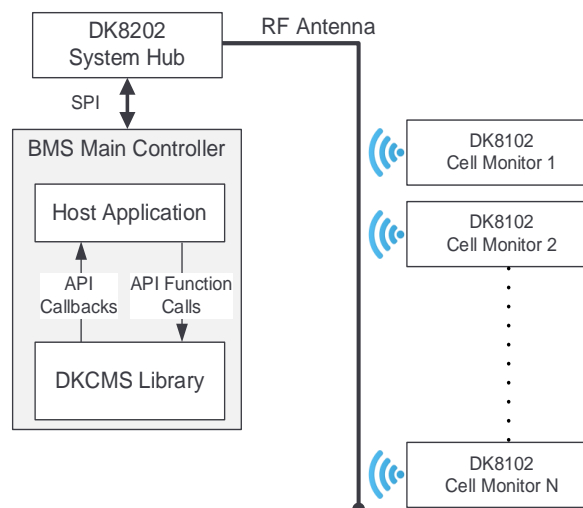 DK8202
System Hub
RF Antenna
SPI
BMS Main Controller
Host Application
API
Callbacks
API Function
Calls
DKCMS Library
DK8102
Cell Monitor 1
DK8102
Cell Monitor 2
DK8102
Cell Monitor N